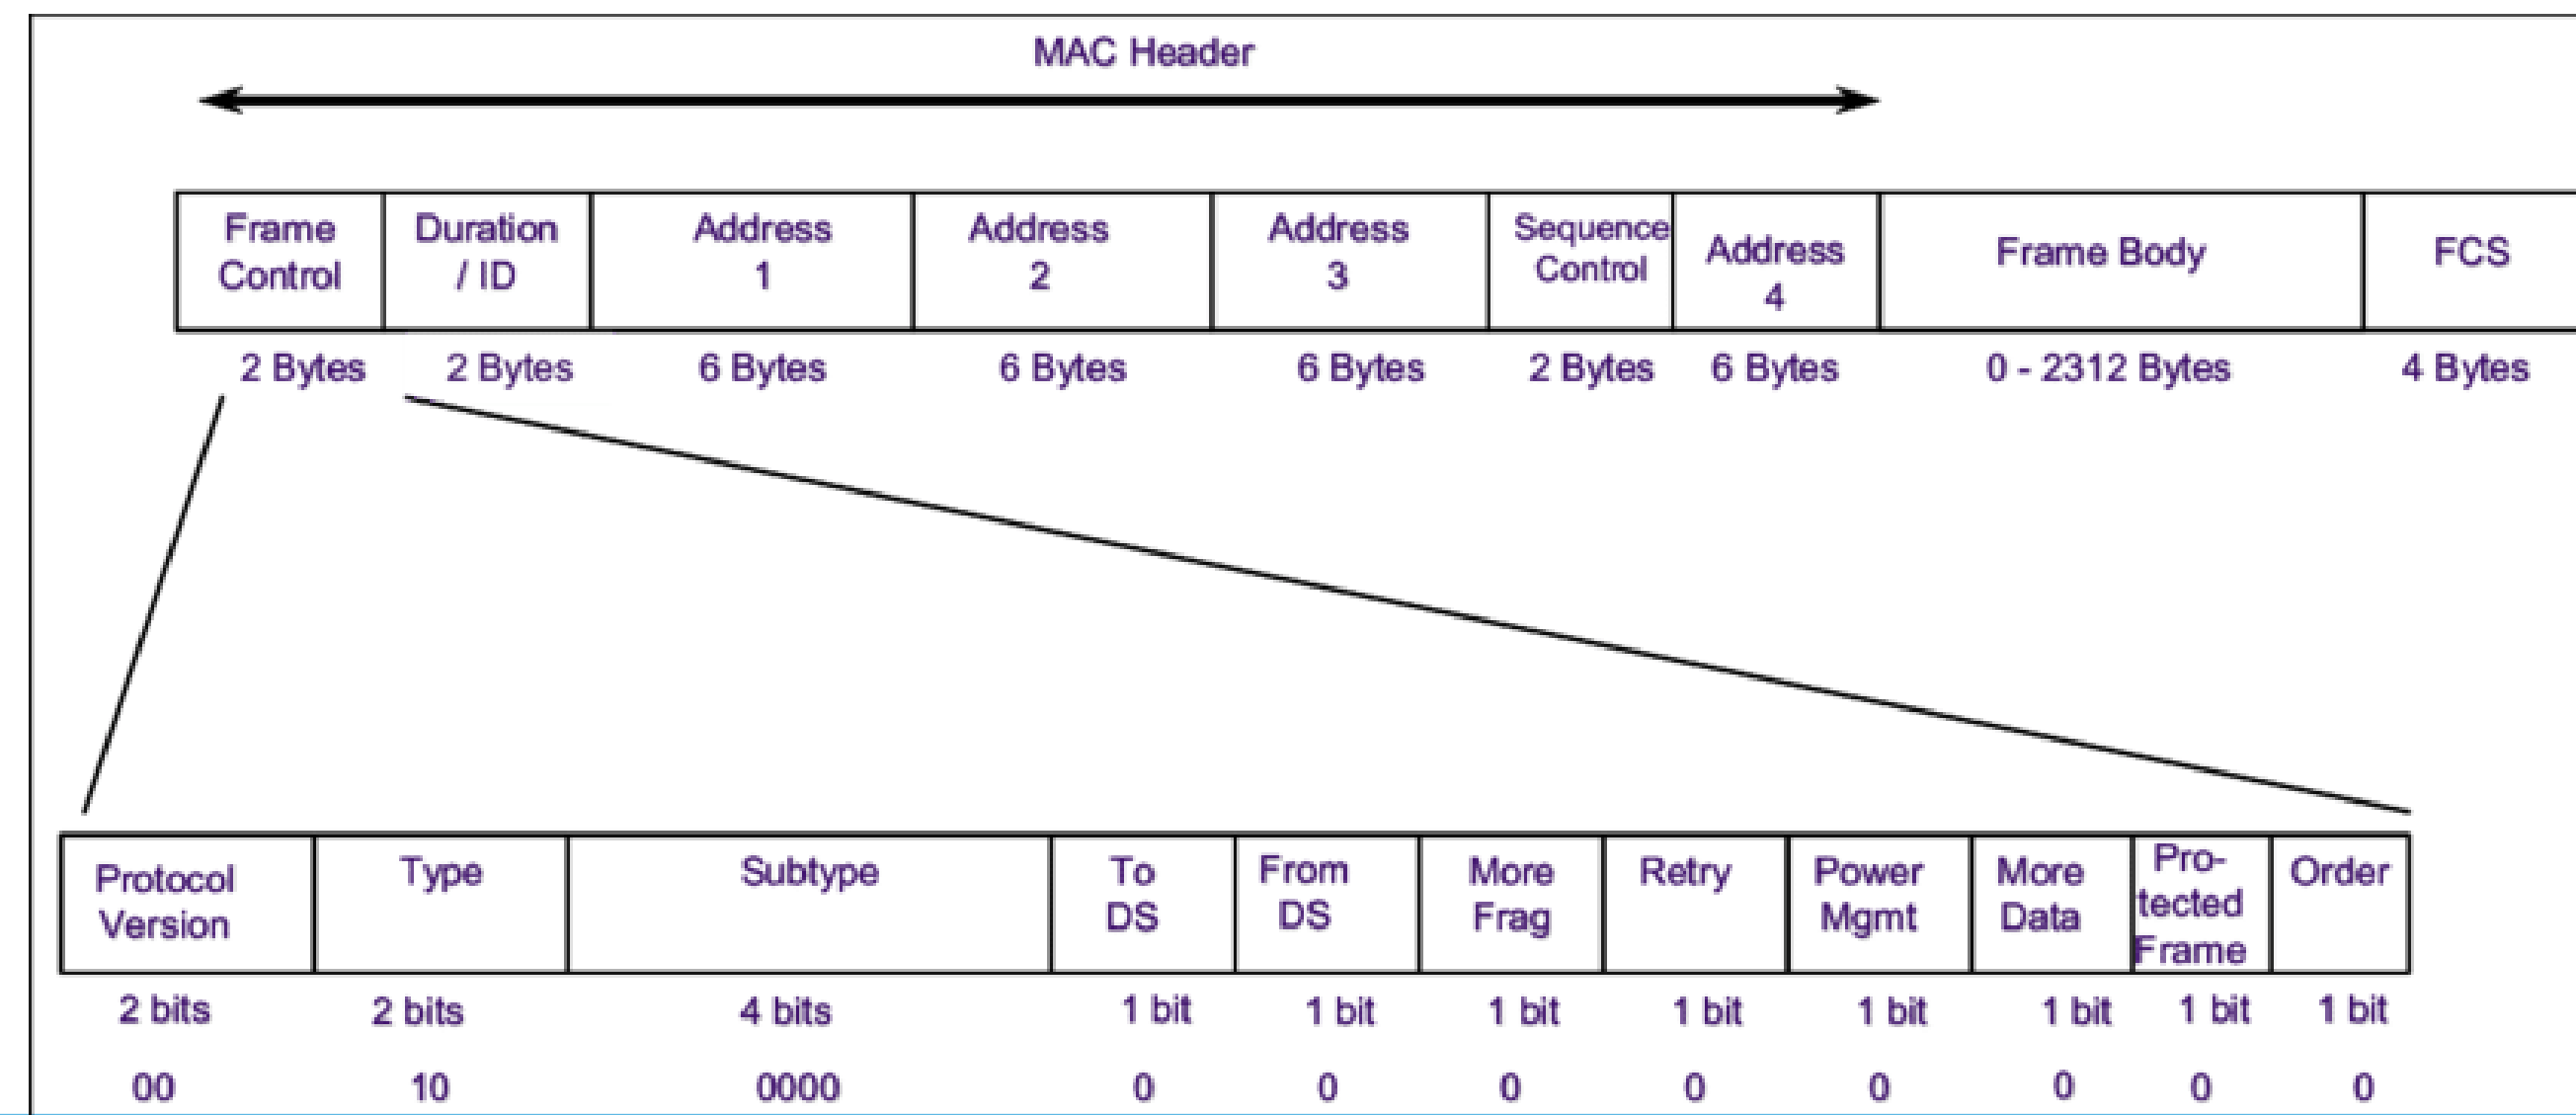 MAC Header
Frame Control
Duration / ID
Address 1
Address 2
Address 3
Sequence Control
Address 4
Frame Body
FCS
2 Bytes
2 Bytes
6 Bytes
6 Bytes
6 Bytes
2 Bytes
6 Bytes
0 - 2312 Bytes
4 Bytes
Protocol Version
Type
Subtype
To DS
From DS
More Frag
Retry
Power Mgmt
More Data
Pro-
tected
Frame
Order
2 bits
2 bits
4 bits
1 bit
1 bit
1 bit
1 bit
1 bit
1 bit
1 bit
1 bit
00
10
0000
0
0
0
0
0
0
0
0